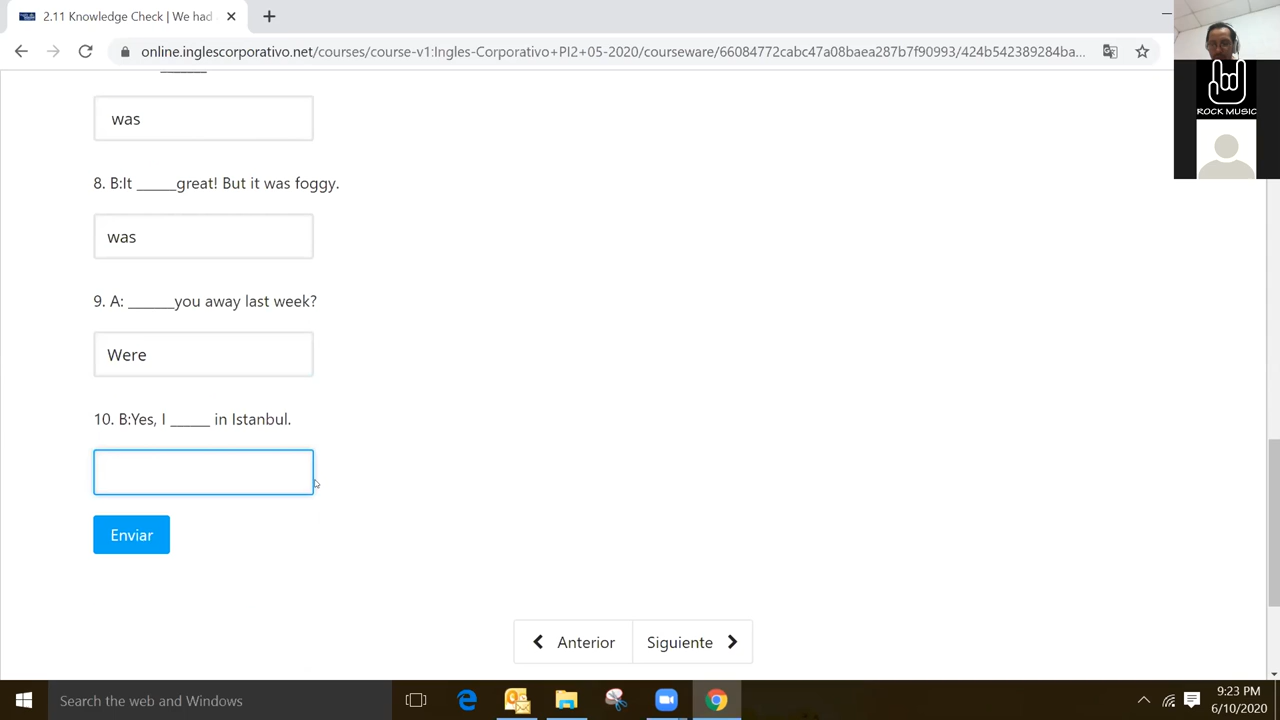 2.11 Knowledge Check | We had
online.inglescorporativo.net/courses/course-v1:Ingles-Corporativo+PI2+05-2020/courseware/66084772cabc47a08baea287b7f90993/424b542389284ba...
ROCK MUSIC
was
8. B:It _____great! But it was foggy.
was
9. A: ______you away last week?
Were
10. B:Yes, I _____ in Istanbul.
Enviar
Anterior
Siguiente
Search the web and Windows
9:23 PM
6/10/2020